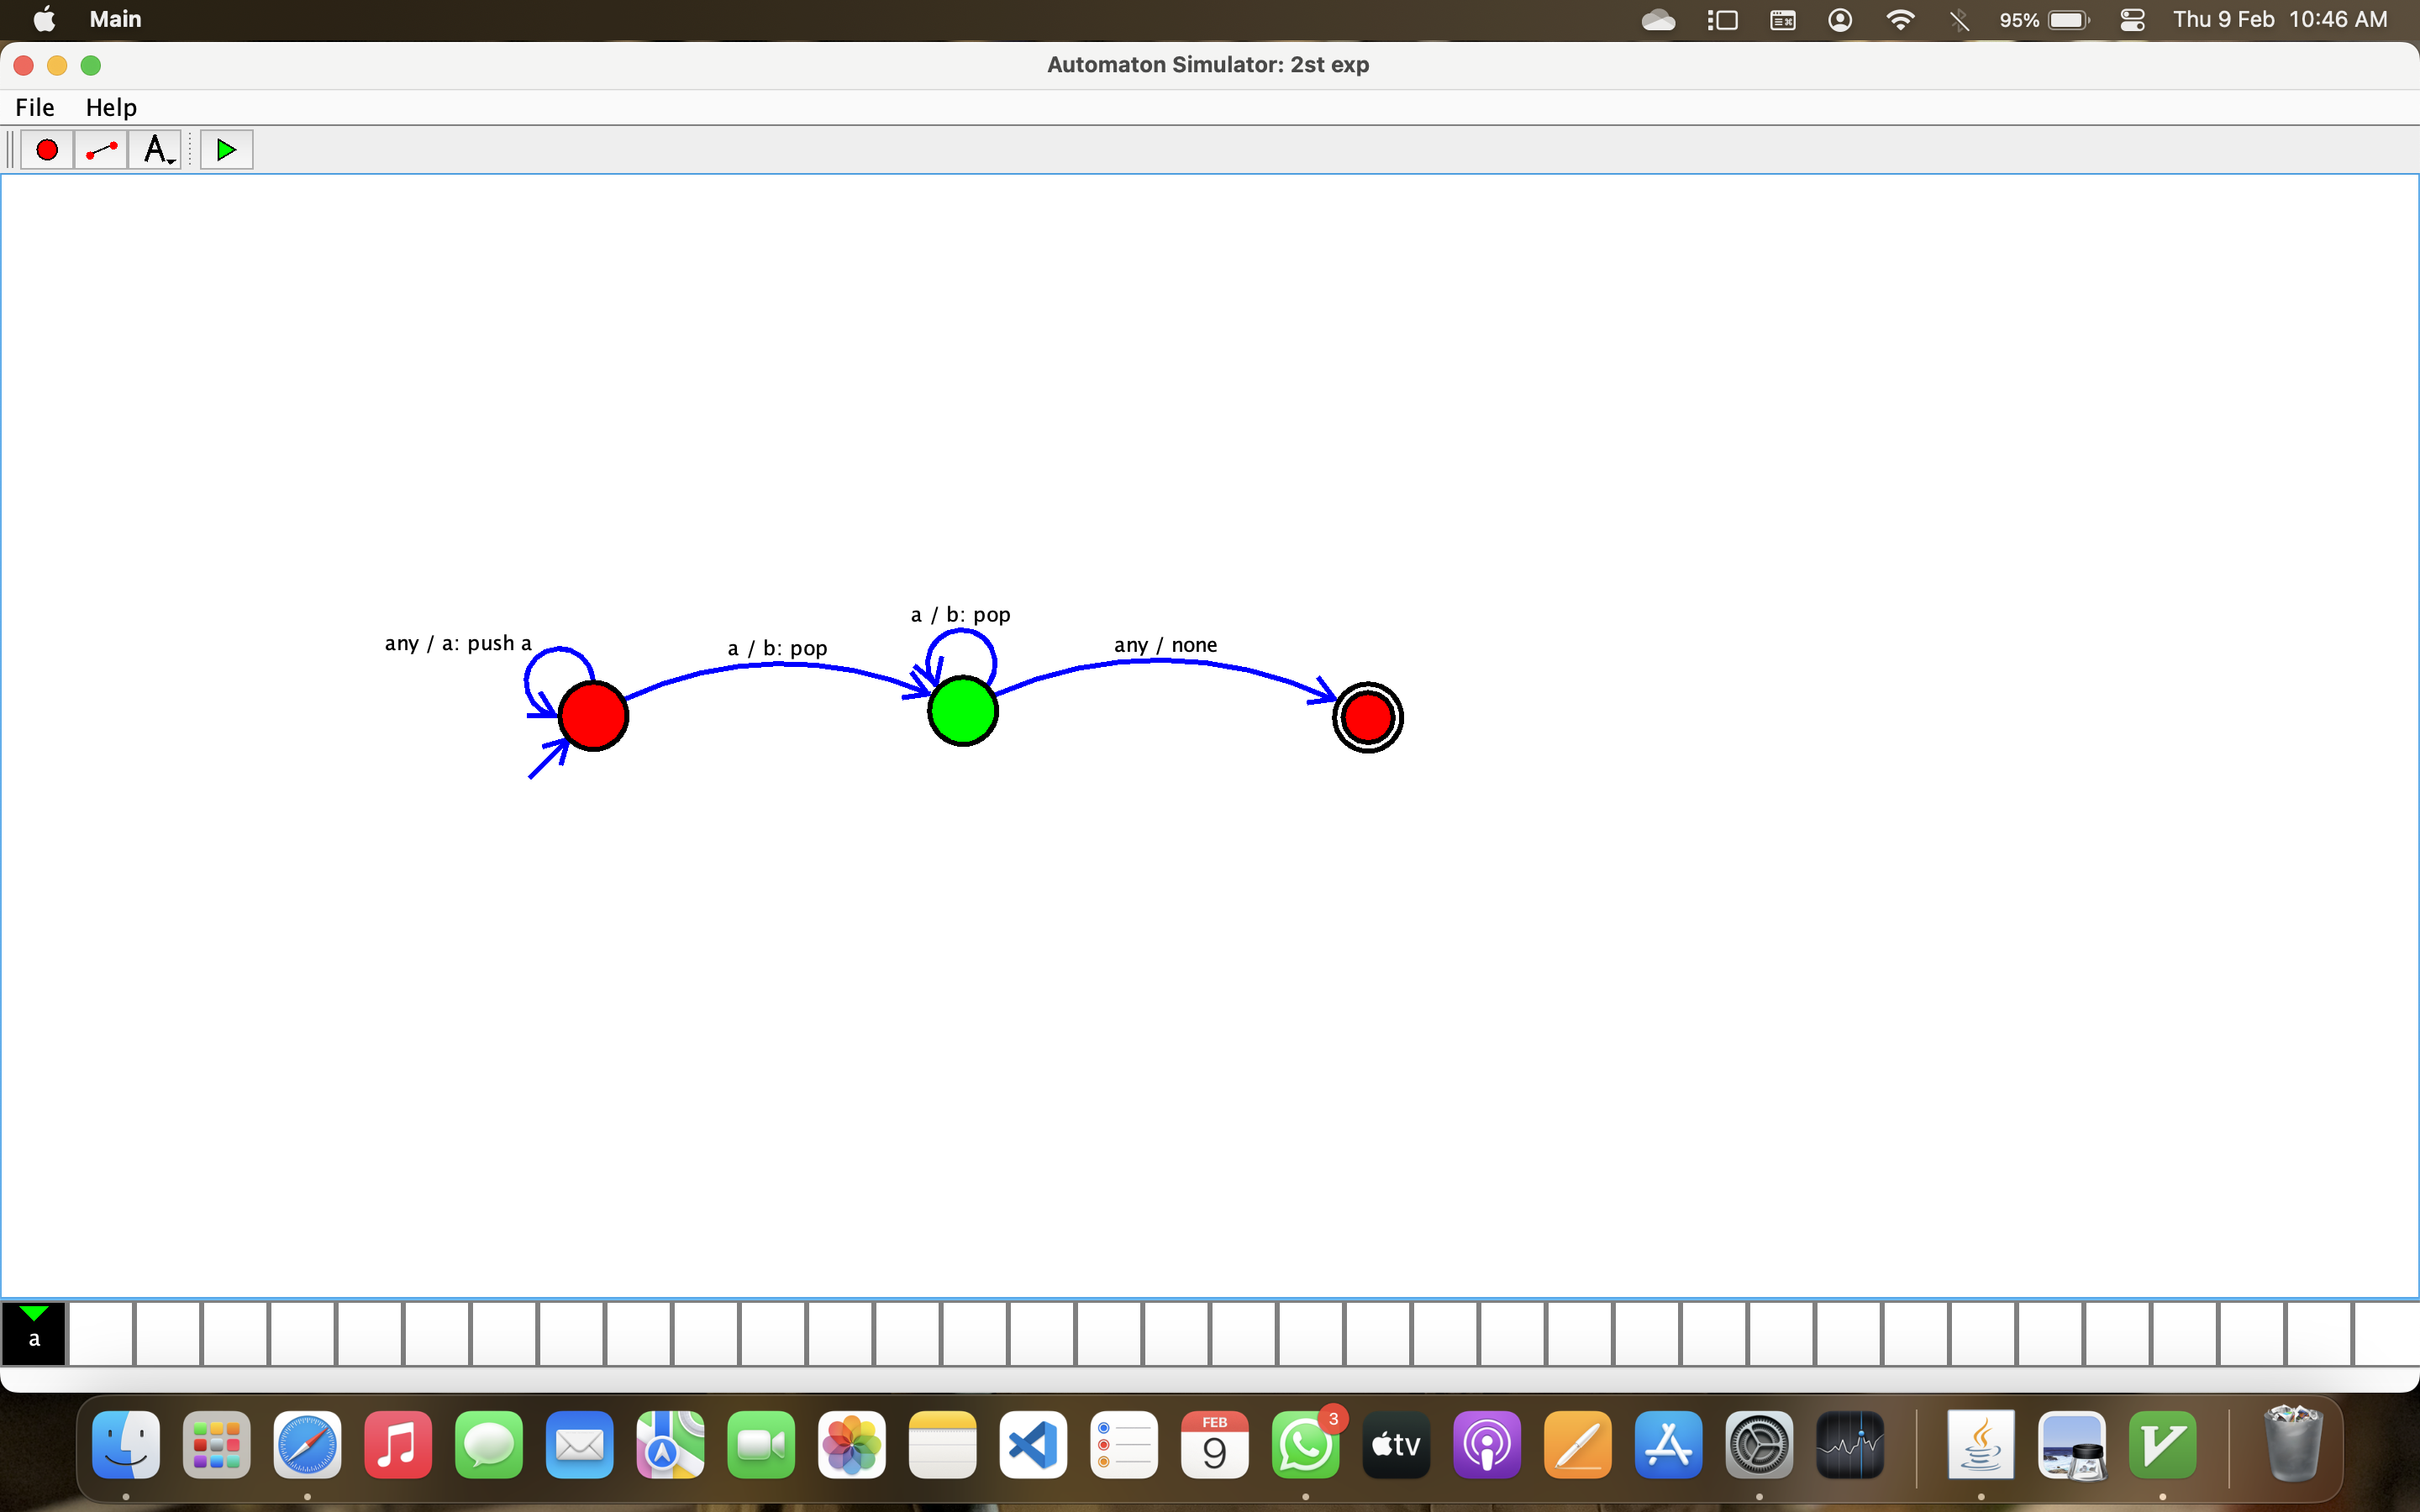 Main
95%
Thu 9 Feb 10:46 AM
Automaton Simulator: 2st exp
File Help
A
a / b: pop
any / a: push a
a / b: pop
any / none
a
FEB
9
3
tv